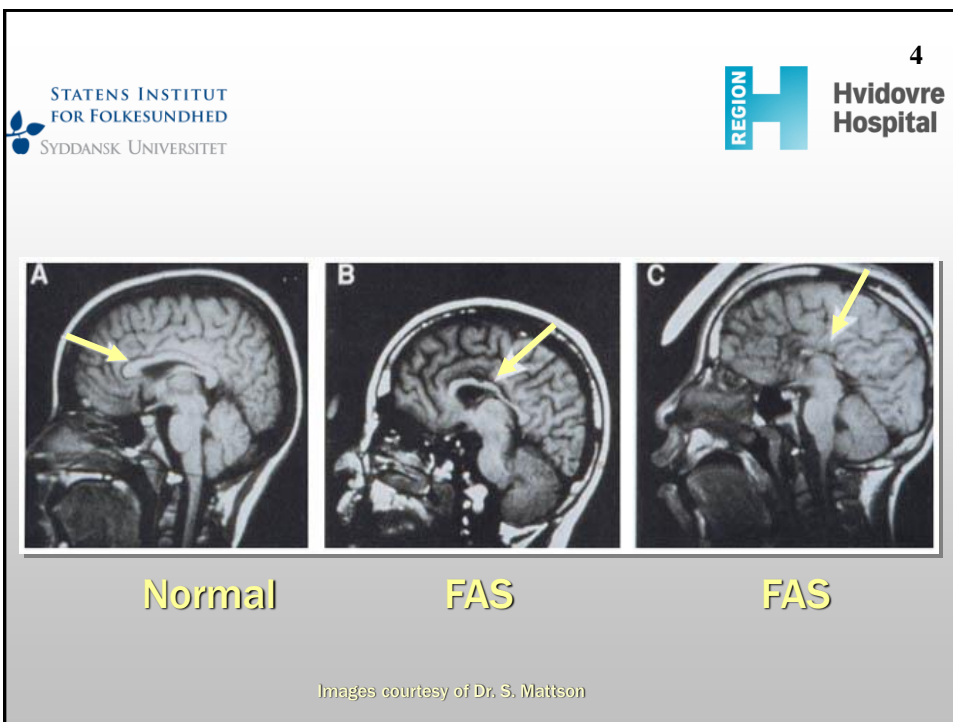 4
STATENS INSTITUT
FOR FOLKESUNDHED
SYDDANSK UNIVERSITET
REGION
H
Hvidovre
Hospital
A
B
C
Normal
FAS
FAS
Images courtesy of Dr. S. Mattson